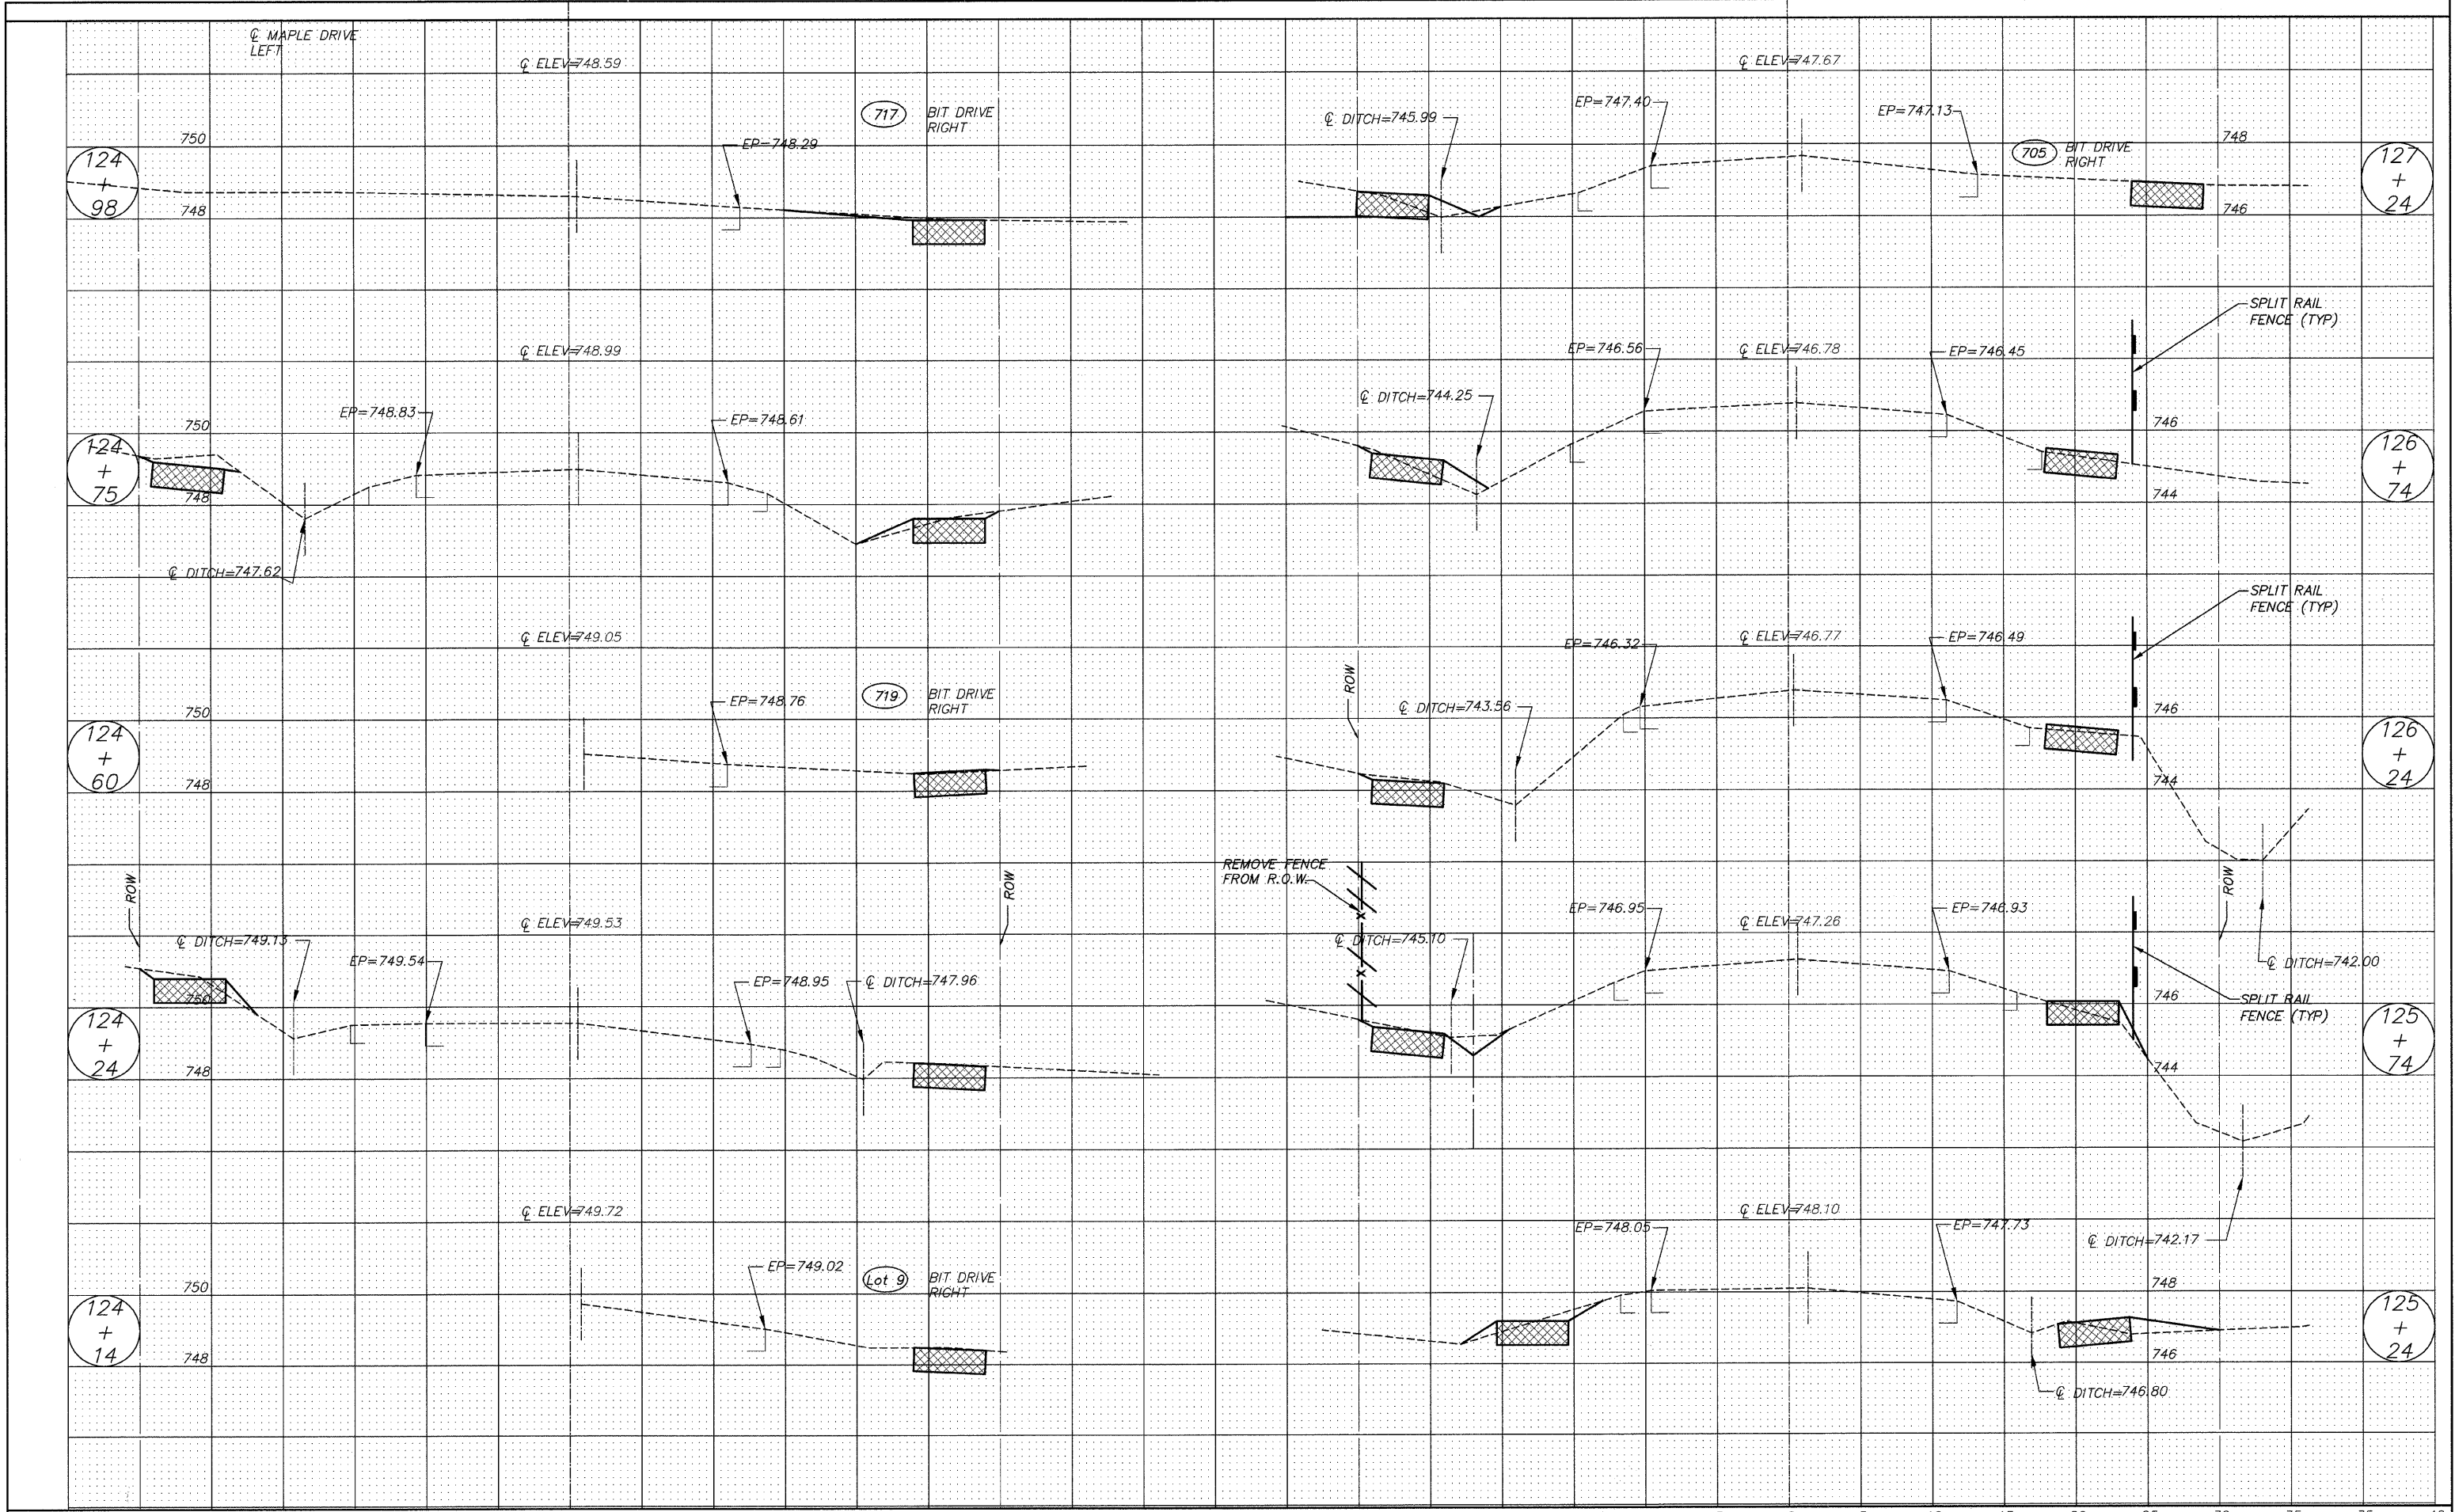 ℄ MAPLE DRIVE
LEFT
℄ ELEV=748.59
717 BIT DRIVE
RIGHT
EP=748.29
750
748
124
+
98
℄ ELEV=748.99
EP=748.83
EP=748.61
750
748
℄ DITCH=747.62
124
+
75
℄ ELEV=749.05
EP=748.76
719 BIT DRIVE
RIGHT
750
748
124
+
60
ROW
ROW
℄ ELEV=749.53
℄ DITCH=749.13
EP=749.54
EP=748.95
℄ DITCH=747.96
750
748
124
+
24
℄ ELEV=749.72
EP=749.02
Lot 9 BIT DRIVE
RIGHT
750
748
124
+
14
℄ ELEV=747.67
℄ DITCH=745.99
EP=747.40
EP=747.13
705 BIT DRIVE
RIGHT
748
746
127
+
24
SPLIT RAIL
FENCE (TYP)
EP=746.56
℄ ELEV=746.78
EP=746.45
℄ DITCH=744.25
746
744
126
+
74
SPLIT RAIL
FENCE (TYP)
ROW
EP=746.32
℄ ELEV=746.77
EP=746.49
℄ DITCH=743.56
746
744
126
+
24
ROW
℄ DITCH=742.00
REMOVE FENCE
FROM R.O.W.
EP=746.95
℄ ELEV=747.26
EP=746.93
℄ DITCH=745.10
746
744
SPLIT RAIL
FENCE (TYP)
125
+
74
℄ DITCH=742.17
℄ ELEV=748.10
EP=748.05
EP=747.73
748
746
℄ DITCH=746.80
125
+
24